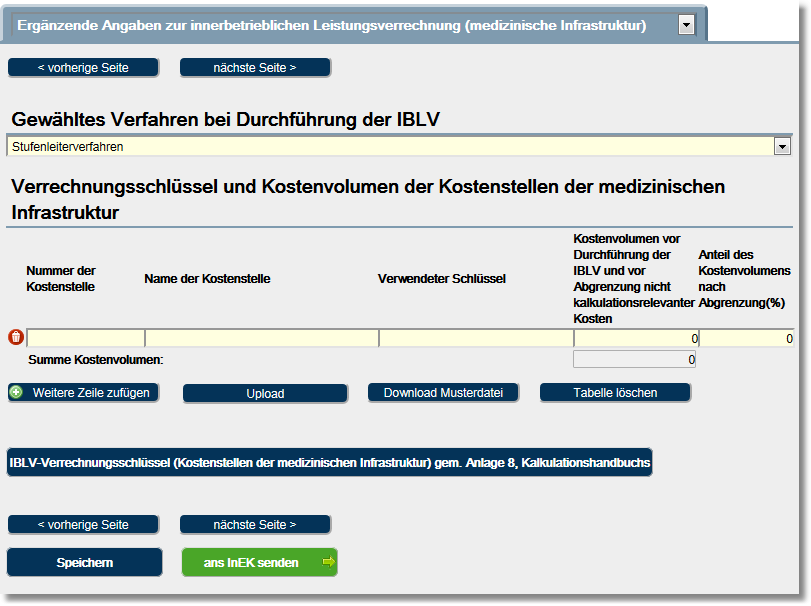 Ergänzende Angaben zur innerbetrieblichen Leistungsverrechnung (medizinische Infrastruktur)
< vorherige Seite
nächste Seite >
Gewähltes Verfahren bei Durchführung der IBLV
Stufenleiterverfahren
Verrechnungsschlüssel und Kostenvolumen der Kostenstellen der medizinischen
Infrastruktur
Nummer der
Kostenstelle
Name der Kostenstelle
Verwendeter Schlüssel
Kostenvolumen vor
Durchführung der
IBLV und vor
Abgrenzung nicht
kalkulationsrelevanter
Kosten
Anteil des
Kostenvolumens
nach
Abgrenzung(%)
0
0
Summe Kostenvolumen:
0
Weitere Zeile zufügen
Upload
Download Musterdatei
Tabelle löschen
IBLV-Verrechnungsschlüssel (Kostenstellen der medizinischen Infrastruktur) gem. Anlage 8, Kalkulationshandbuchs
< vorherige Seite
nächste Seite >
Speichern
ans InEK senden